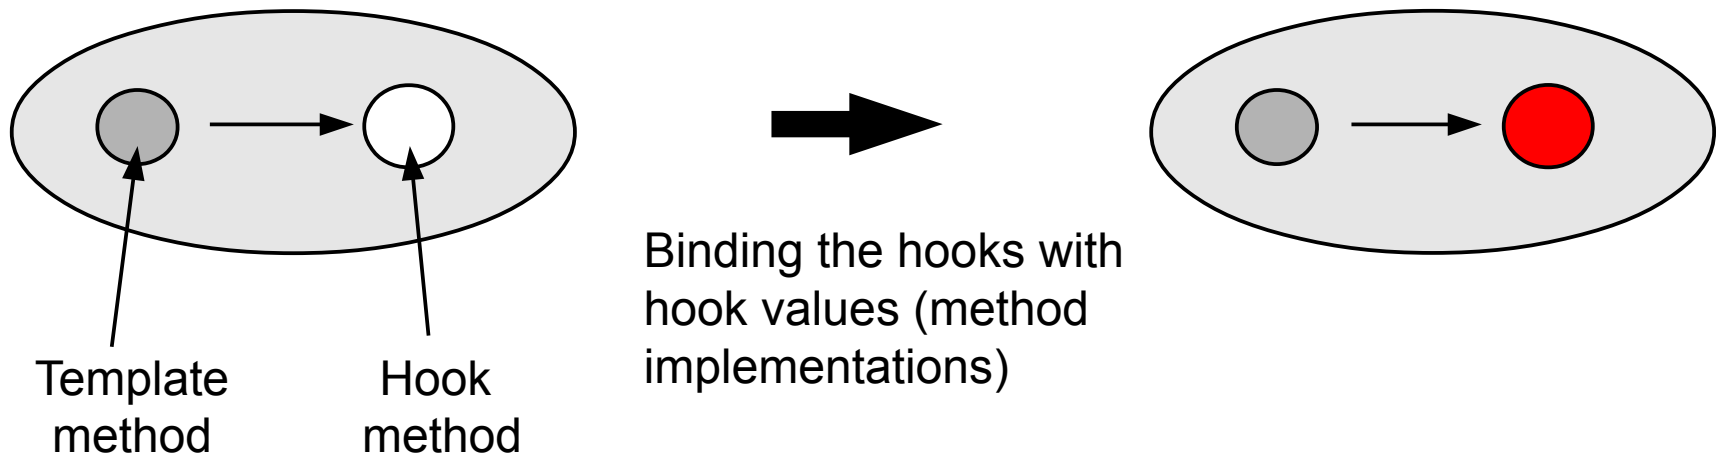 Template
method
Hook
method
Binding the hooks with
hook values (method
implementations)